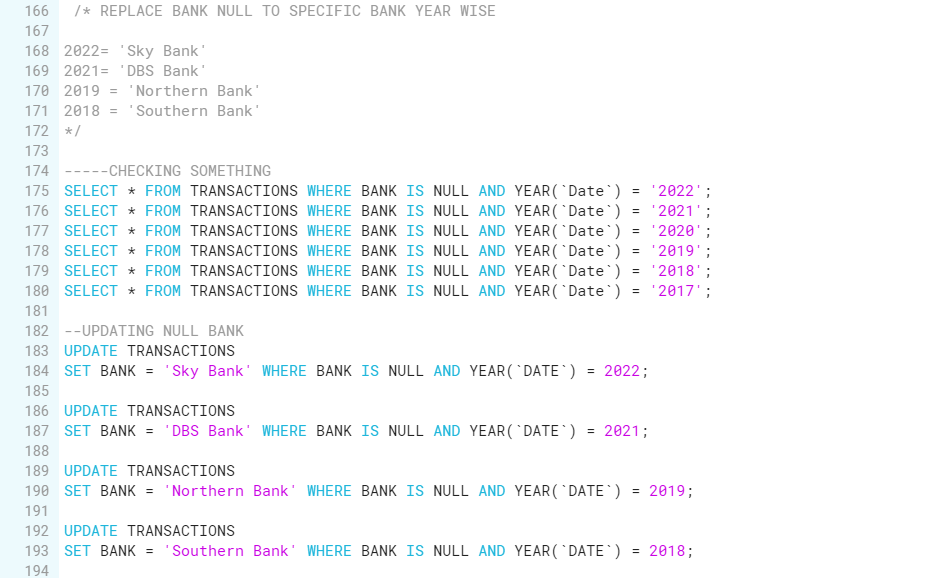 166 /* REPLACE BANK NULL TO SPECIFIC BANK YEAR WISE
167
168 2022= 'Sky Bank'
169 2021= 'DBS Bank'
170 2019 = 'Northern Bank'
171 2018 = 'Southern Bank'
172 */
173
174 -----CHECKING SOMETHING
175 SELECT * FROM TRANSACTIONS WHERE BANK IS NULL AND YEAR(`Date`) = '2022';
176 SELECT * FROM TRANSACTIONS WHERE BANK IS NULL AND YEAR(`Date`) = '2021';
177 SELECT * FROM TRANSACTIONS WHERE BANK IS NULL AND YEAR(`Date`) = '2020';
178 SELECT * FROM TRANSACTIONS WHERE BANK IS NULL AND YEAR(`Date`) = '2019';
179 SELECT * FROM TRANSACTIONS WHERE BANK IS NULL AND YEAR(`Date`) = '2018';
180 SELECT * FROM TRANSACTIONS WHERE BANK IS NULL AND YEAR(`Date`) = '2017';
181
182 --UPDATING NULL BANK
183 UPDATE TRANSACTIONS
184 SET BANK = 'Sky Bank' WHERE BANK IS NULL AND YEAR(`DATE`) = 2022;
185
186 UPDATE TRANSACTIONS
187 SET BANK = 'DBS Bank' WHERE BANK IS NULL AND YEAR(`DATE`) = 2021;
188
189 UPDATE TRANSACTIONS
190 SET BANK = 'Northern Bank' WHERE BANK IS NULL AND YEAR(`DATE`) = 2019;
191
192 UPDATE TRANSACTIONS
193 SET BANK = 'Southern Bank' WHERE BANK IS NULL AND YEAR(`DATE`) = 2018;
194